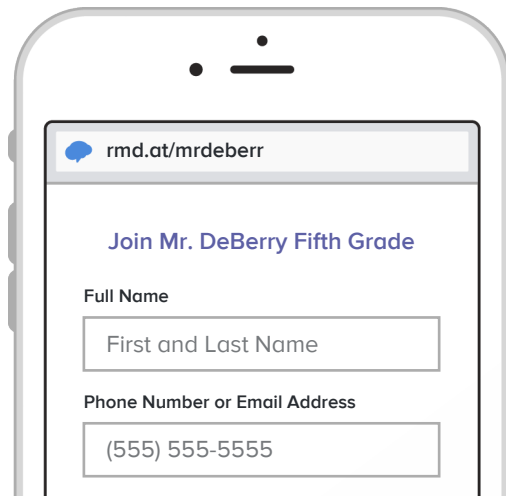 rmd.at/mrdeberr
Join Mr. DeBerry Fifth Grade
Full Name
First and Last Name
Phone Number or Email Address
(555) 555-5555